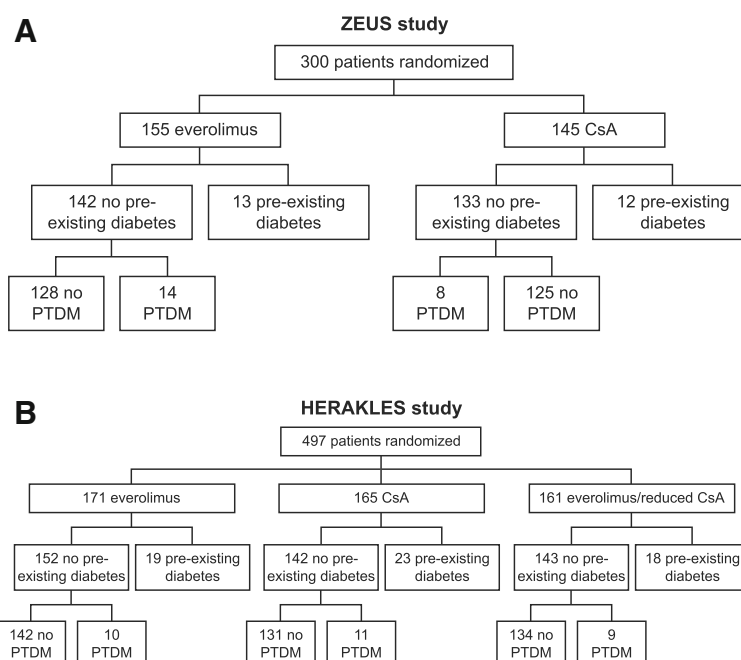 A
ZEUS study
300 patients randomized
155 everolimus
145 CsA
142 no pre-
existing diabetes
13 pre-existing
diabetes
133 no pre-
existing diabetes
12 pre-existing
diabetes
128 no
PTDM
14
PTDM
8
PTDM
125 no
PTDM
B
HERAKLES study
497 patients randomized
171 everolimus
165 CsA
161 everolimus/reduced CsA
152 no pre-
existing diabetes
19 pre-existing
diabetes
142 no pre-
existing diabetes
23 pre-existing
diabetes
143 no pre-
existing diabetes
18 pre-existing
diabetes
142 no
PTDM
10
PTDM
131 no
PTDM
11
PTDM
134 no
PTDM
9
PTDM